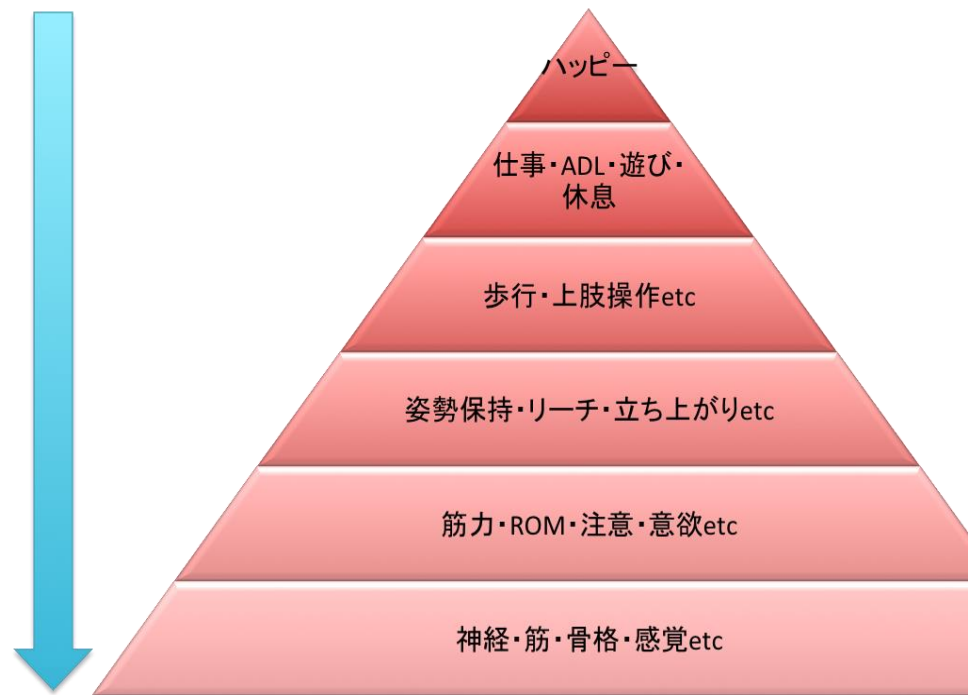 ハッピー
仕事・ADL・遊び・
休息
歩行・上肢操作etc
姿勢保持・リーチ・立ち上がりetc
筋力・ROM・注意・意欲etc
神経・筋・骨格・感覚etc